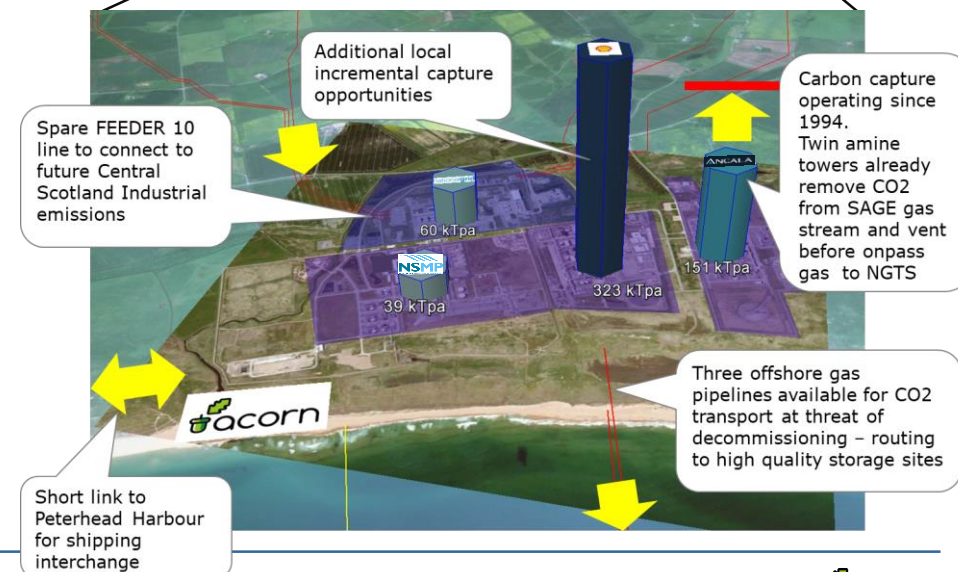 Additional local
incremental capture
opportunities
Carbon capture
operating since
1994.
Twin amine
towers already
remove CO2
from SAGE gas
stream and vent
before onpass
gas to NGTS
Spare FEEDER 10
line to connect to
future Central
Scotland Industrial
emissions
ANCALA
60 kTpa
NSMP
39 kTpa
323 kTpa
151 kTpa
Three offshore gas
pipelines available for CO2
transport at threat of
decommissioning – routing
to high quality storage sites
acorn
Short link to
Peterhead Harbour
for shipping
interchange